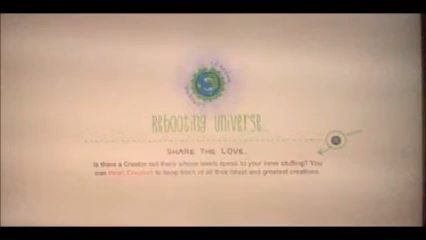 Rebooting universe...
SHARE THE LOVE...
Is there a Creator out there whose levels speak to your inner stuffing? You
can Heart Creators to keep track of all their latest and greatest creations.